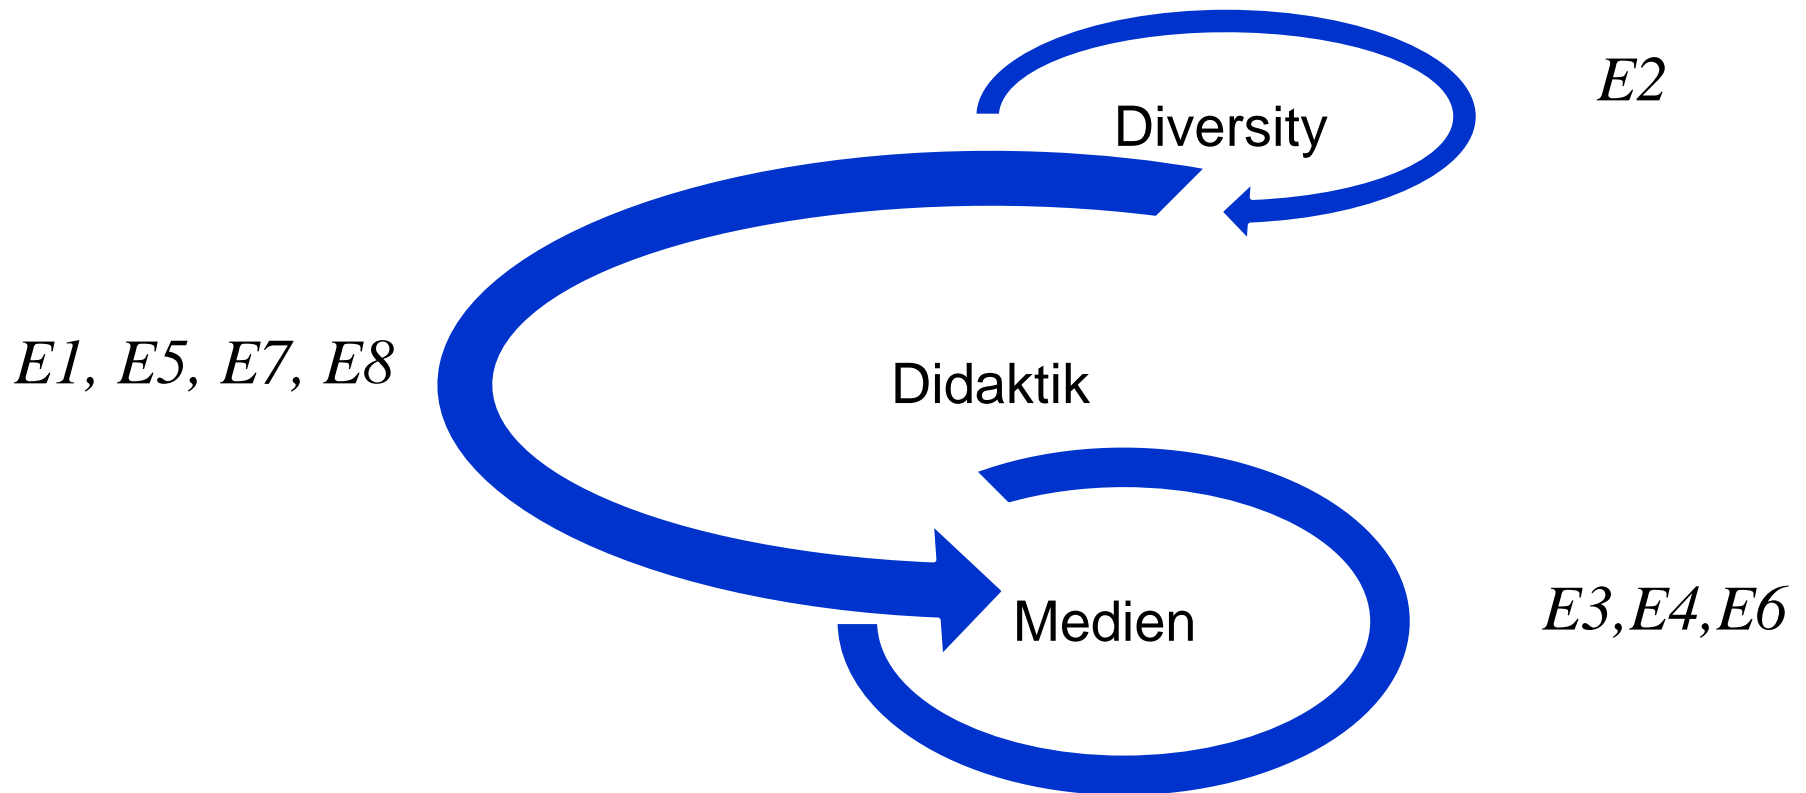 E2
Diversity
E1, E5, E7, E8
Didaktik
Medien
E3,E4,E6